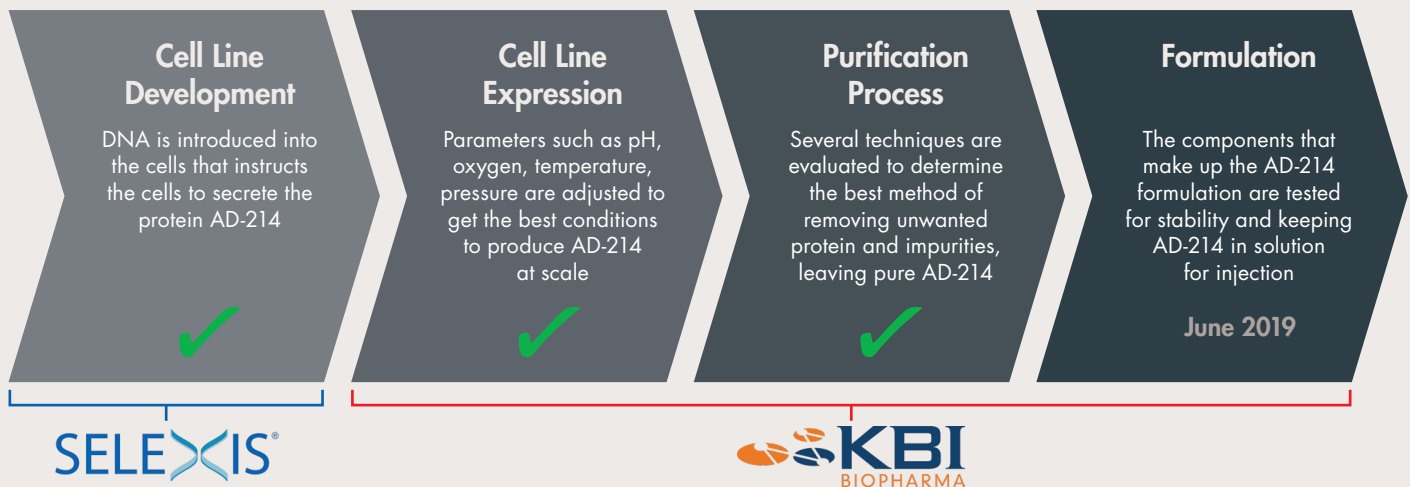 Cell Line
Development
DNA is introduced into
the cells that instructs
the cells to secrete the
protein AD-214
Cell Line
Expression
Parameters such as pH,
oxygen, temperature,
pressure are adjusted to
get the best conditions
to produce AD-214
at scale
Purification
Process
Several techniques are
evaluated to determine
the best method of
removing unwanted
protein and impurities,
leaving pure AD-214
Formulation
The components that
make up the AD-214
formulation are tested
for stability and keeping
AD-214 in solution
for injection
June 2019
SELEXIS®
KBI
BIOPHARMA